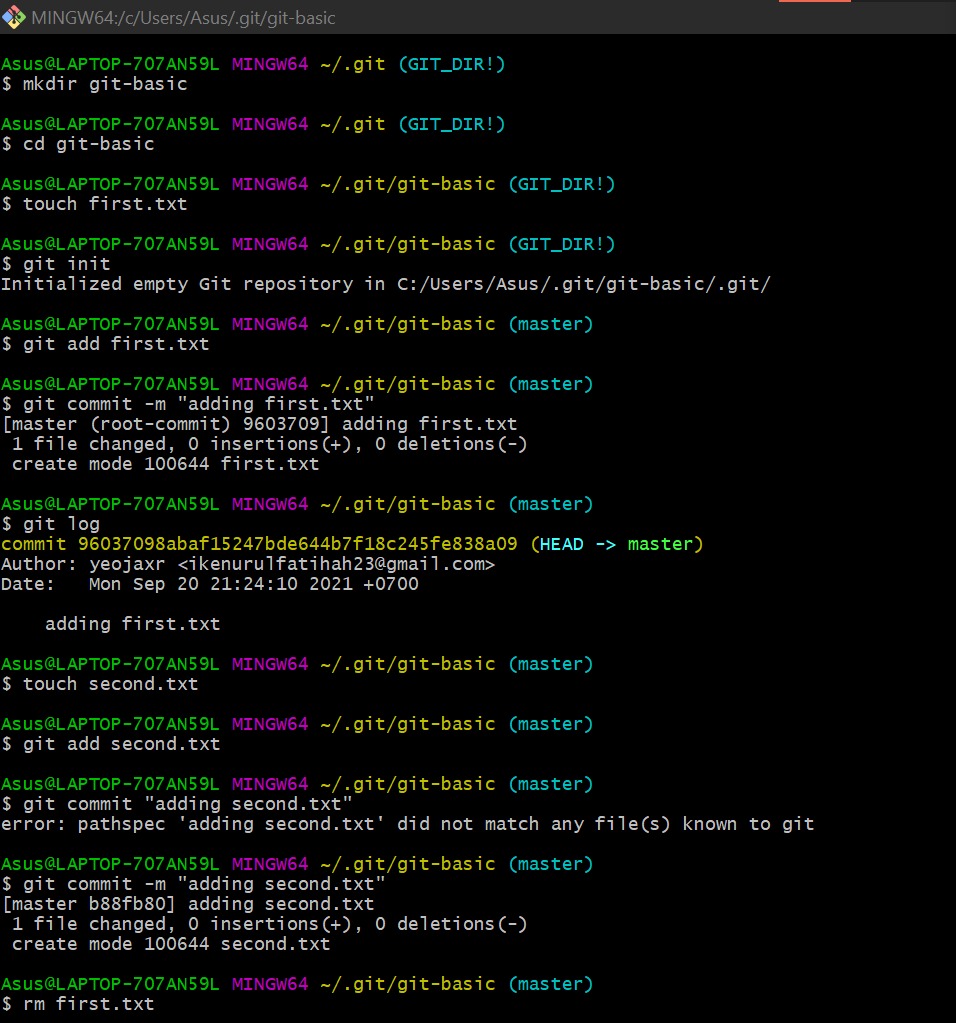 MINGW64:/c/Users/Asus/.git/git-basic
Asus@LAPTOP-707AN59L MINGW64 ~/.git (GIT_DIR!)
$ mkdir git-basic
Asus@LAPTOP-707AN59L MINGW64 ~/.git (GIT_DIR!)
$ cd git-basic
Asus@LAPTOP-707AN59L MINGW64 ~/.git/git-basic (GIT_DIR!)
$ touch first.txt
Asus@LAPTOP-707AN59L MINGW64 ~/.git/git-basic (GIT_DIR!)
$ git init
Initialized empty Git repository in C:/Users/Asus/.git/git-basic/.git/
Asus@LAPTOP-707AN59L MINGW64 ~/.git/git-basic (master)
$ git add first.txt
Asus@LAPTOP-707AN59L MINGW64 ~/.git/git-basic (master)
$ git commit -m "adding first.txt"
[master (root-commit) 9603709] adding first.txt
 1 file changed, 0 insertions(+), 0 deletions(-)
 create mode 100644 first.txt
Asus@LAPTOP-707AN59L MINGW64 ~/.git/git-basic (master)
$ git log
commit 96037098abaf15247bde644b7f18c245fe838a09 (HEAD -> master)
Author: yeojaxr <ikenurulfatihah23@gmail.com>
Date:   Mon Sep 20 21:24:10 2021 +0700
    adding first.txt
Asus@LAPTOP-707AN59L MINGW64 ~/.git/git-basic (master)
$ touch second.txt
Asus@LAPTOP-707AN59L MINGW64 ~/.git/git-basic (master)
$ git add second.txt
Asus@LAPTOP-707AN59L MINGW64 ~/.git/git-basic (master)
$ git commit "adding second.txt"
error: pathspec 'adding second.txt' did not match any file(s) known to git
Asus@LAPTOP-707AN59L MINGW64 ~/.git/git-basic (master)
$ git commit -m "adding second.txt"
[master b88fb80] adding second.txt
 1 file changed, 0 insertions(+), 0 deletions(-)
 create mode 100644 second.txt
Asus@LAPTOP-707AN59L MINGW64 ~/.git/git-basic (master)
$ rm first.txt